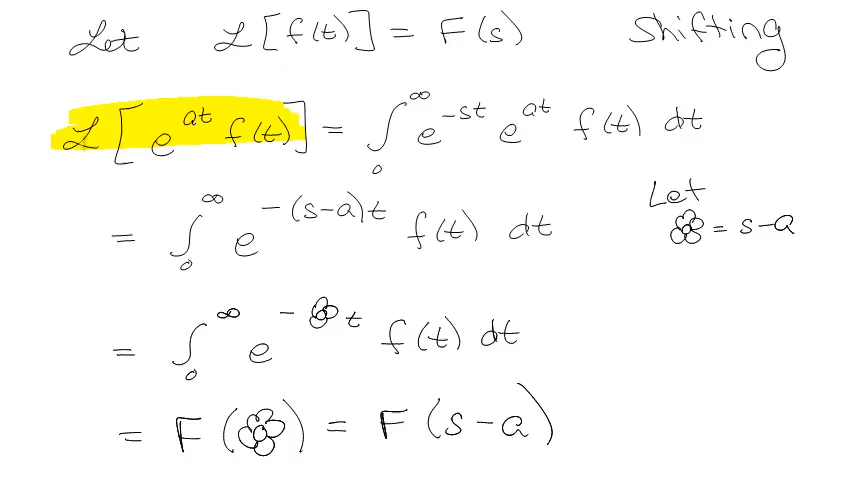 Let ℒ[f(t)] = F(s) Shifting
ℒ[e^{at} f(t)] = ∫_0^∞ e^{-st} e^{at} f(t) dt
= ∫_0^∞ e^{-(s-a)t} f(t) dt
Let
❀ = s-a
= ∫_0^∞ e^{-❀t} f(t) dt
= F(❀) = F(s-a)